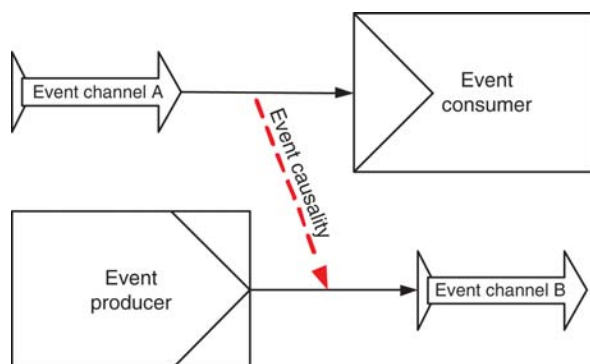 Event channel A
Event
consumer
Event causality
Event
producer
Event channel B